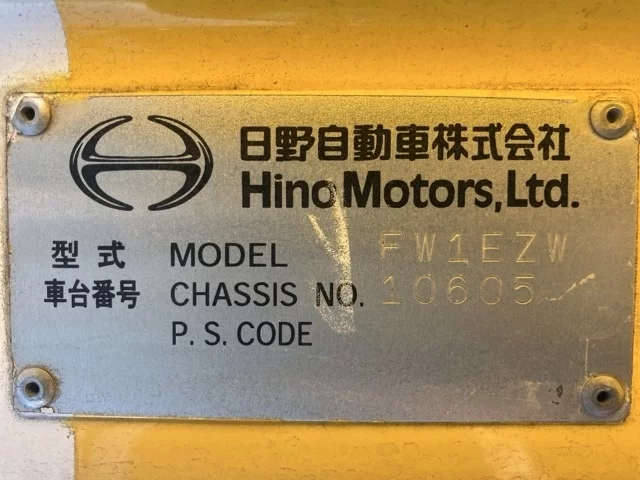 日野自動車株式会社
Hino Motors, Ltd.
型式 MODEL FW1EZW
車台番号 CHASSIS NO. 10605
P. S. CODE